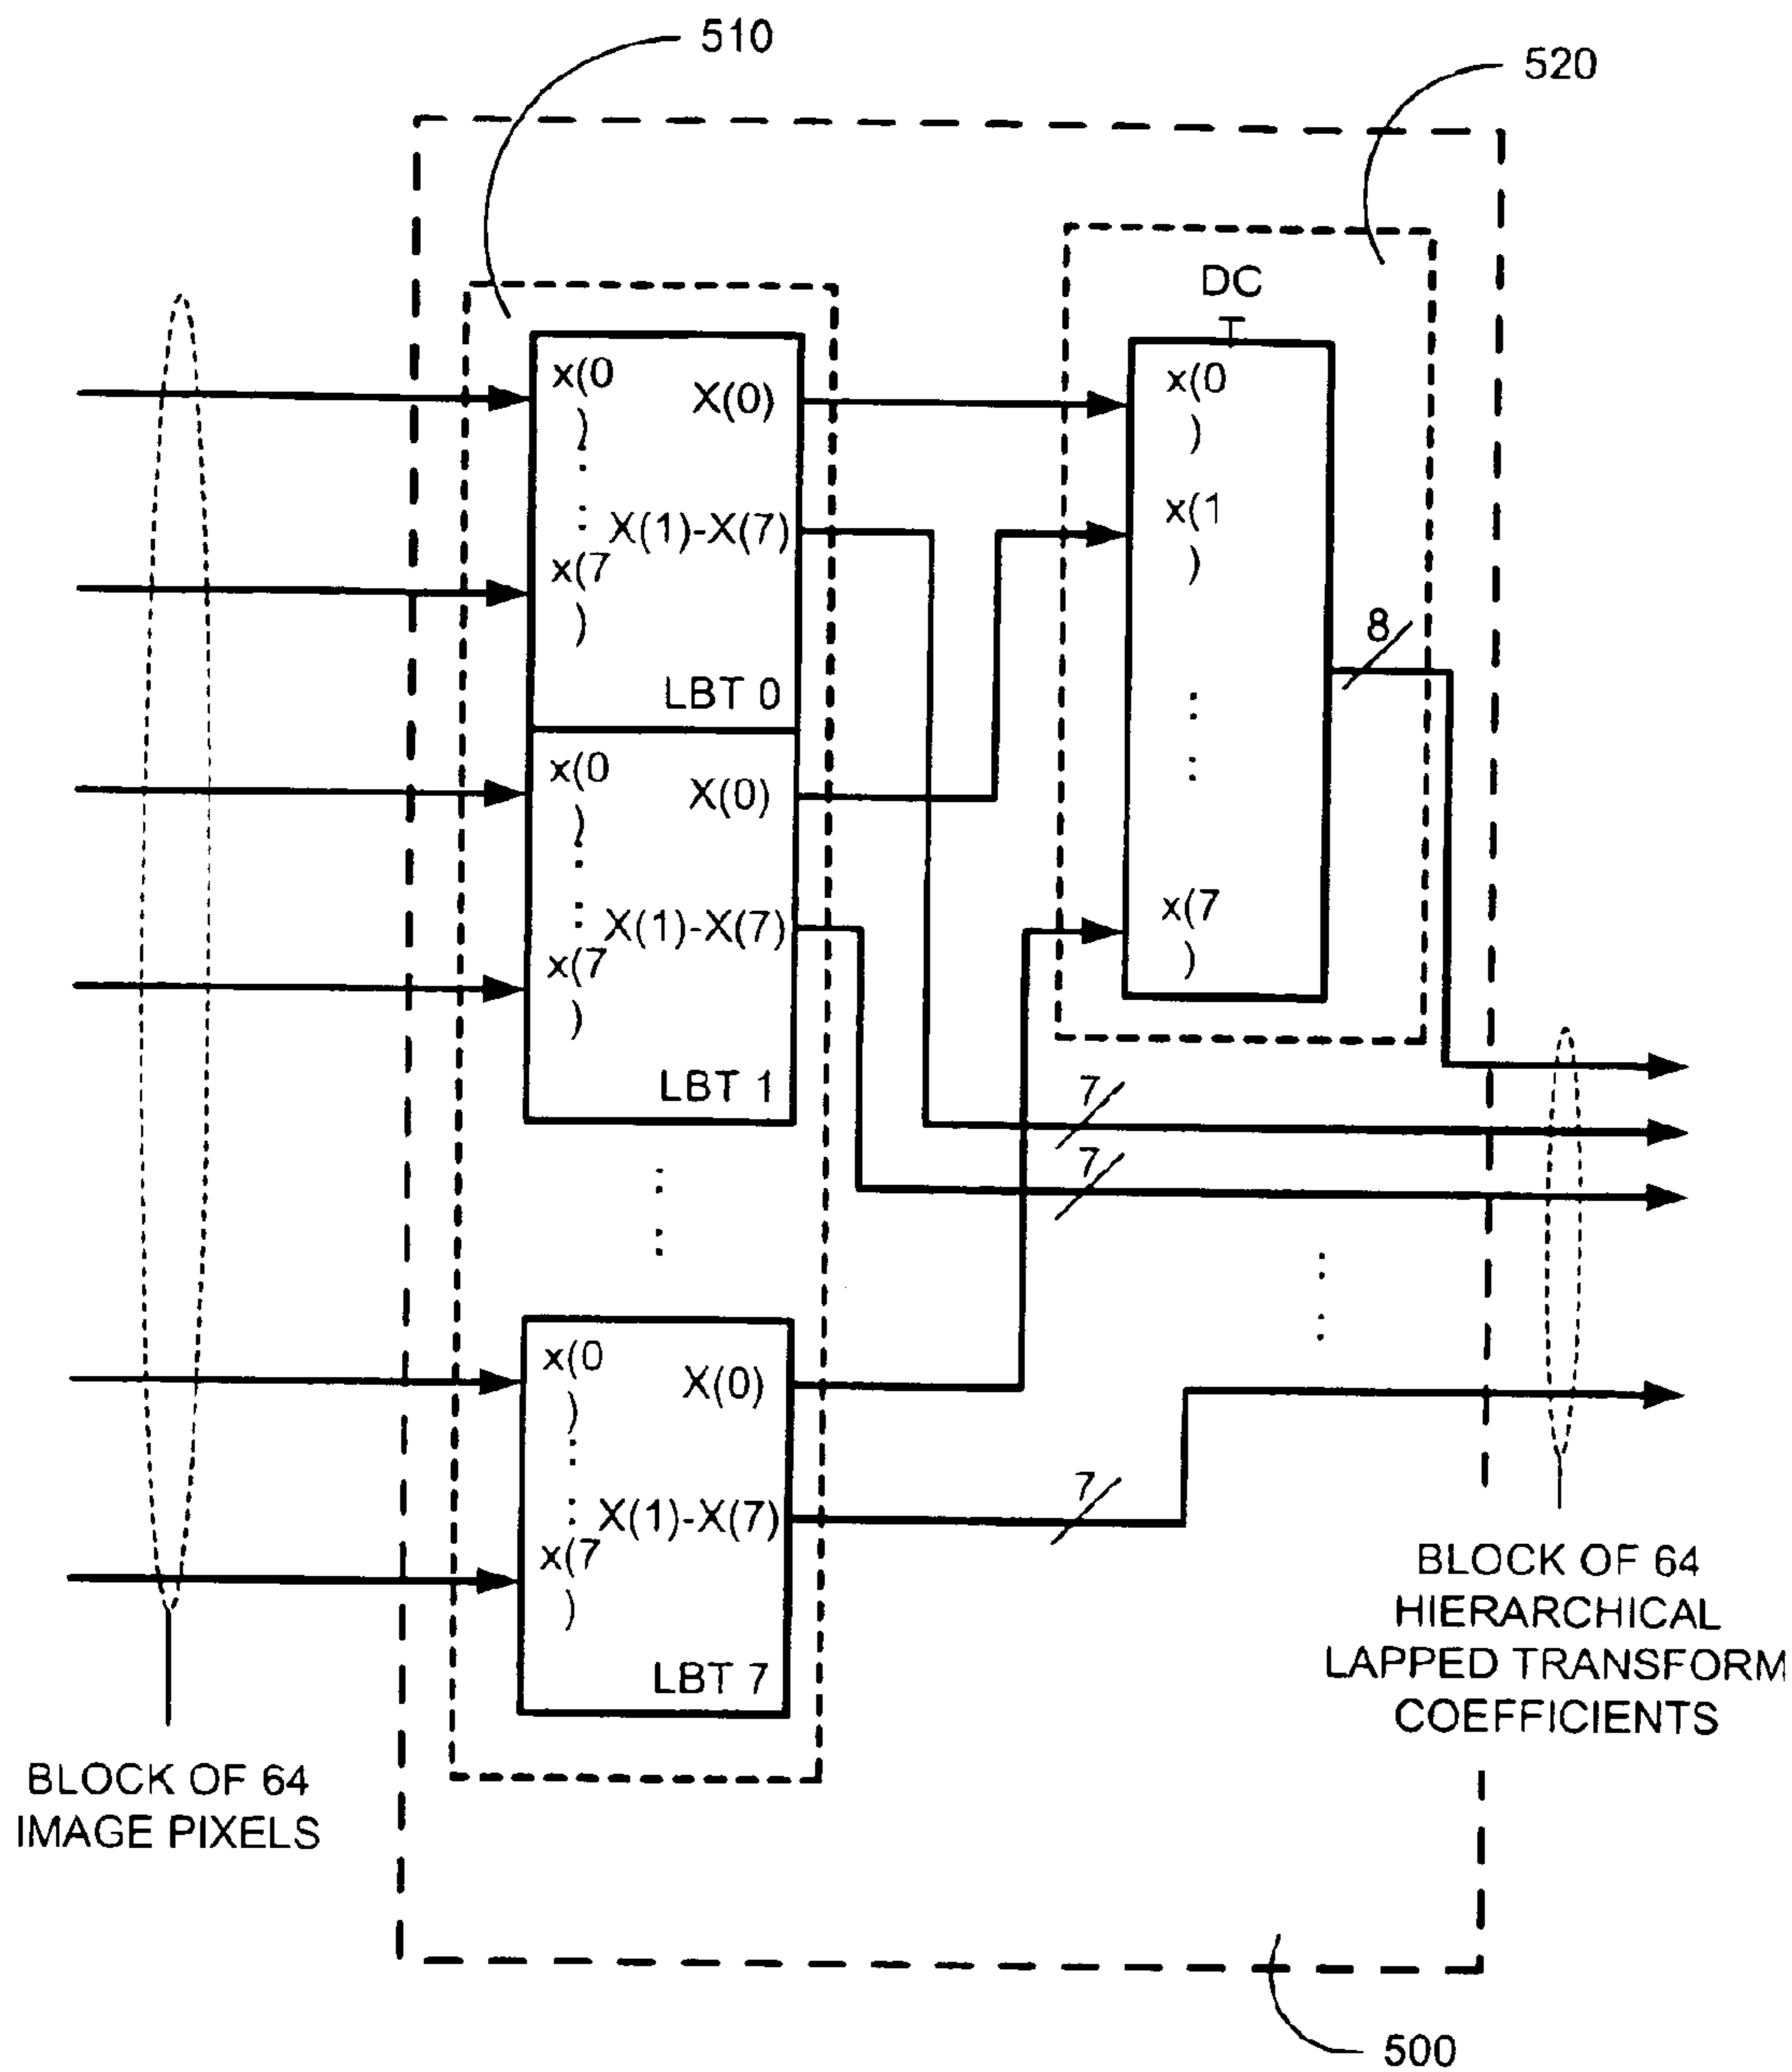 510
520
DC
T
x(0
)
X(0)
:
:
X(1)-X(7)
x(7
)
LBT 0
x(0
)
X(0)
:
:
X(1)-X(7)
x(7
)
LBT 1
:
:
x(0
)
X(0)
:
:
X(1)-X(7)
x(7
)
LBT 7
x(0
)
x(1
)
:
:
x(7
)
8
7
7
:
:
7
BLOCK OF 64
IMAGE PIXELS
BLOCK OF 64
HIERARCHICAL
LAPPED TRANSFORM
COEFFICIENTS
500